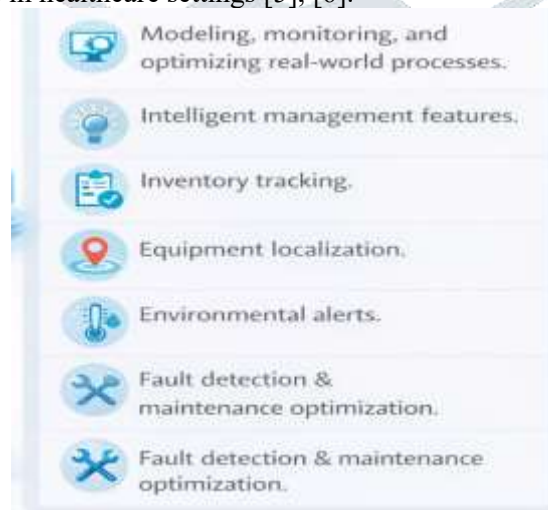 in healthcare settings [5], [6].
Modeling, monitoring, and
optimizing real-world processes.
Intelligent management features.
Inventory tracking.
Equipment localization.
Environmental alerts.
Fault detection &
maintenance optimization.
Fault detection & maintenance
optimization.